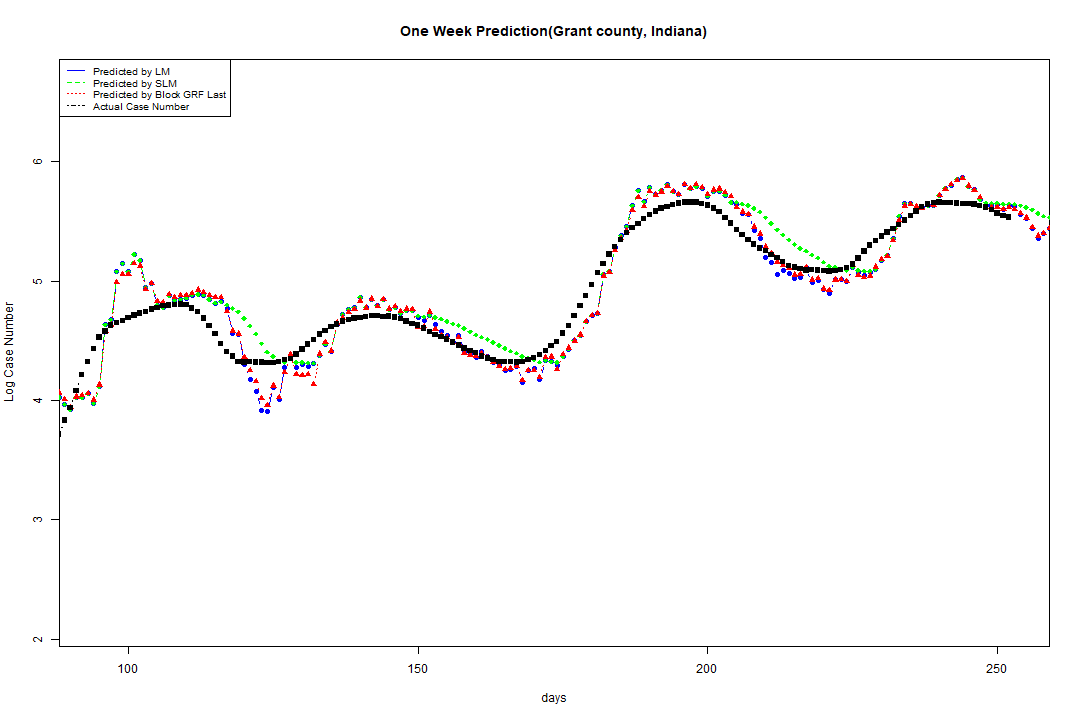 One Week Prediction(Grant county, Indiana)
Predicted by LM
Predicted by SLM
Predicted by Block GRF Last
Actual Case Number
Log Case Number
6
5
4
3
2
100 150 200 250
days